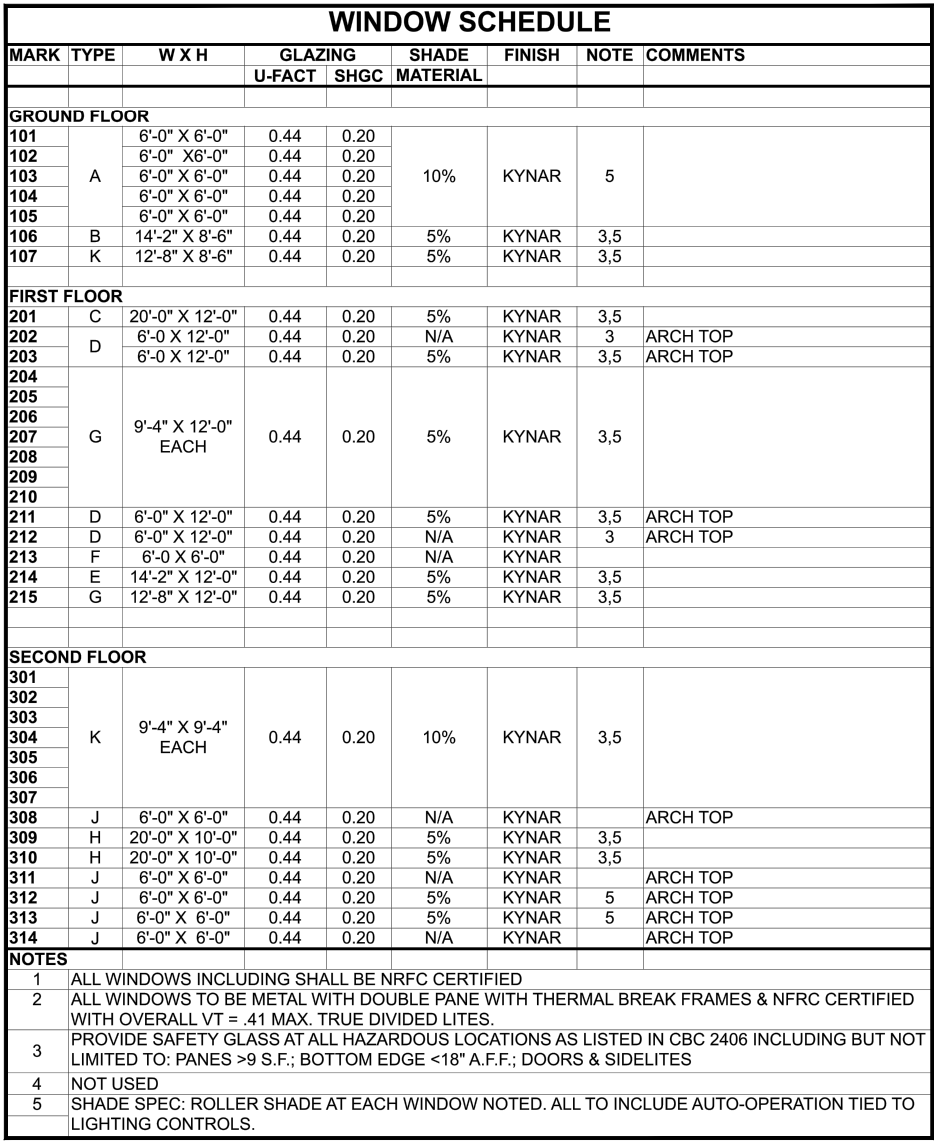 WINDOW SCHEDULE
MARK TYPE W X H GLAZING SHADE FINISH NOTE COMMENTS
U-FACT SHGC MATERIAL
GROUND FLOOR
101 6'-0" X 6'-0" 0.44 0.20
102 6'-0" X6'-0" 0.44 0.20
103 A 6'-0" X 6'-0" 0.44 0.20 10% KYNAR 5
104 6'-0" X 6'-0" 0.44 0.20
105 6'-0" X 6'-0" 0.44 0.20
106 B 14'-2" X 8'-6" 0.44 0.20 5% KYNAR 3,5
107 K 12'-8" X 8'-6" 0.44 0.20 5% KYNAR 3,5
FIRST FLOOR
201 C 20'-0" X 12'-0" 0.44 0.20 5% KYNAR 3,5
202 D 6'-0 X 12'-0" 0.44 0.20 N/A KYNAR 3 ARCH TOP
203 6'-0 X 12'-0" 0.44 0.20 5% KYNAR 3,5 ARCH TOP
204
205
206
207 G 9'-4" X 12'-0" EACH 0.44 0.20 5% KYNAR 3,5
208
209
210
211 D 6'-0" X 12'-0" 0.44 0.20 5% KYNAR 3,5 ARCH TOP
212 D 6'-0" X 12'-0" 0.44 0.20 N/A KYNAR 3 ARCH TOP
213 F 6'-0 X 6'-0" 0.44 0.20 N/A KYNAR
214 E 14'-2" X 12'-0" 0.44 0.20 5% KYNAR 3,5
215 G 12'-8" X 12'-0" 0.44 0.20 5% KYNAR 3,5
SECOND FLOOR
301
302
303
304 K 9'-4" X 9'-4" EACH 0.44 0.20 10% KYNAR 3,5
305
306
307
308 J 6'-0" X 6'-0" 0.44 0.20 N/A KYNAR ARCH TOP
309 H 20'-0" X 10'-0" 0.44 0.20 5% KYNAR 3,5
310 H 20'-0" X 10'-0" 0.44 0.20 5% KYNAR 3,5
311 J 6'-0" X 6'-0" 0.44 0.20 N/A KYNAR ARCH TOP
312 J 6'-0" X 6'-0" 0.44 0.20 5% KYNAR 5 ARCH TOP
313 J 6'-0" X 6'-0" 0.44 0.20 5% KYNAR 5 ARCH TOP
314 J 6'-0" X 6'-0" 0.44 0.20 N/A KYNAR ARCH TOP
NOTES
1 ALL WINDOWS INCLUDING SHALL BE NRFC CERTIFIED
2 ALL WINDOWS TO BE METAL WITH DOUBLE PANE WITH THERMAL BREAK FRAMES & NFRC CERTIFIED
WITH OVERALL VT = .41 MAX. TRUE DIVIDED LITES.
3 PROVIDE SAFETY GLASS AT ALL HAZARDOUS LOCATIONS AS LISTED IN CBC 2406 INCLUDING BUT NOT
LIMITED TO: PANES >9 S.F.; BOTTOM EDGE <18" A.F.F.; DOORS & SIDELITES
4 NOT USED
5 SHADE SPEC: ROLLER SHADE AT EACH WINDOW NOTED. ALL TO INCLUDE AUTO-OPERATION TIED TO
LIGHTING CONTROLS.